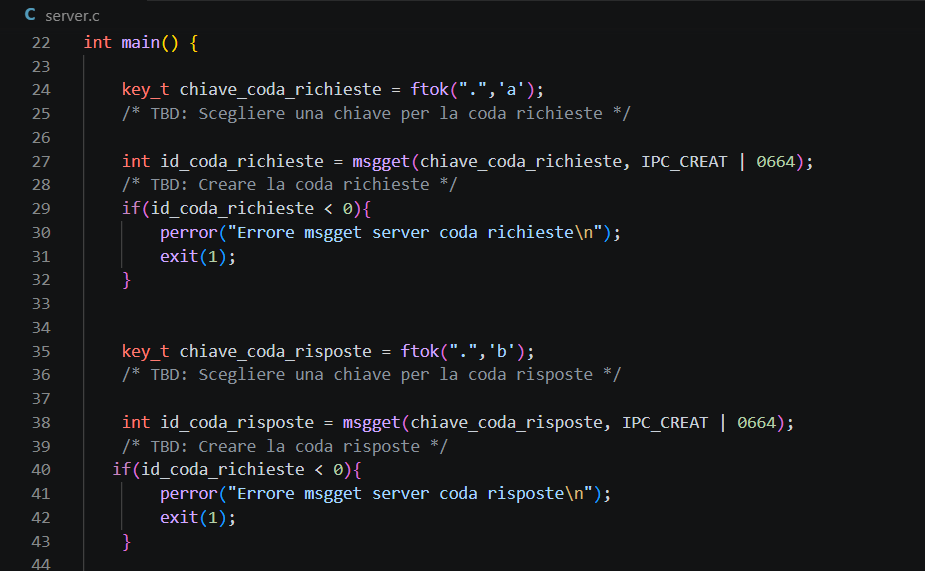 C server.c
22 int main() {
23
24 key_t chiave_coda_richieste = ftok(".",'a');
25 /* TBD: Scegliere una chiave per la coda richieste */
26
27 int id_coda_richieste = msgget(chiave_coda_richieste, IPC_CREAT | 0664);
28 /* TBD: Creare la coda richieste */
29 if(id_coda_richieste < 0){
30 perror("Errore msgget server coda richieste\n");
31 exit(1);
32 }
33
34
35 key_t chiave_coda_risposte = ftok(".",'b');
36 /* TBD: Scegliere una chiave per la coda risposte */
37
38 int id_coda_risposte = msgget(chiave_coda_risposte, IPC_CREAT | 0664);
39 /* TBD: Creare la coda risposte */
40 if(id_coda_richieste < 0){
41 perror("Errore msgget server coda risposte\n");
42 exit(1);
43 }
44